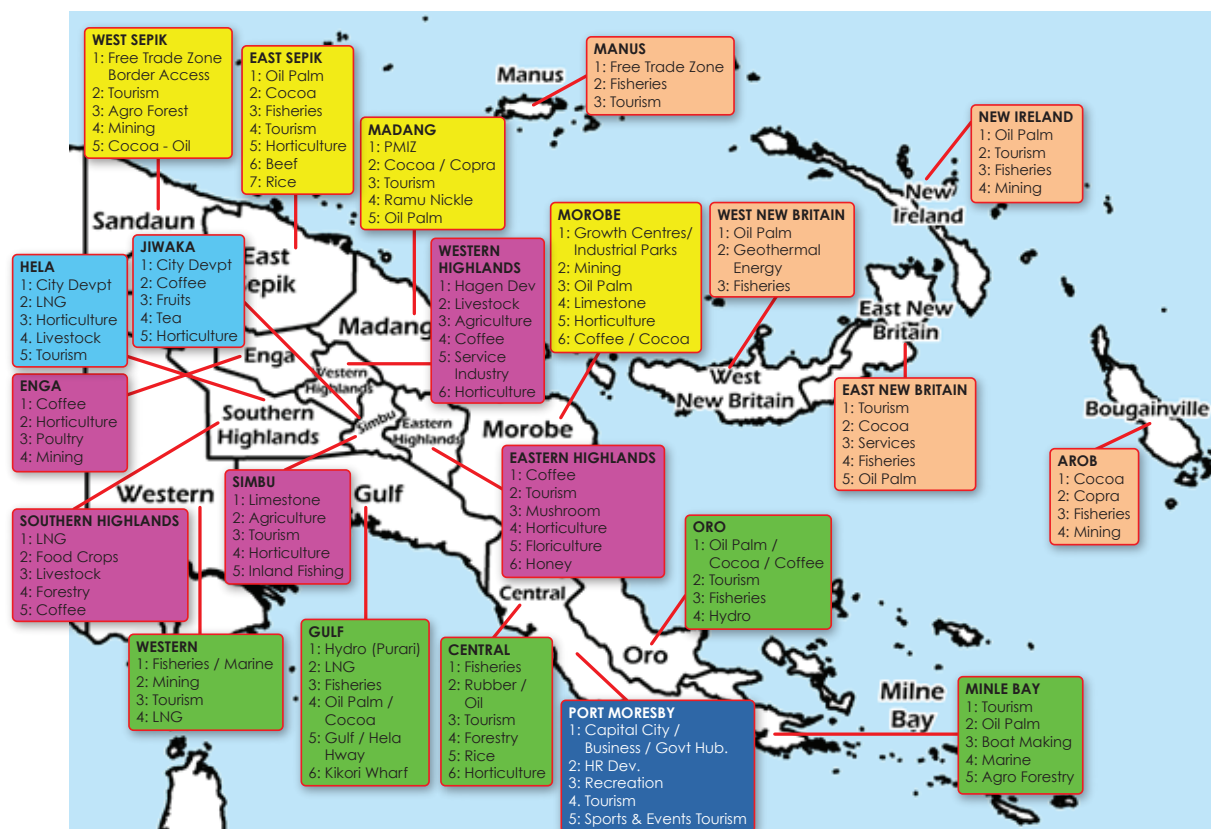 WEST SEPIK
1: Free Trade Zone
Border Access
2: Tourism
3: Agro Forest
4: Mining
5: Cocoa - Oil
EAST SEPIK
1: Oil Palm
2: Cocoa
3: Fisheries
4: Tourism
5: Horticulture
6: Beef
7: Rice
MADANG
1: PMIZ
2: Cocoa / Copra
3: Tourism
4: Ramu Nickle
5: Oil Palm
Manus
MANUS
1: Free Trade Zone
2: Fisheries
3: Tourism
NEW IRELAND
1: Oil Palm
2: Tourism
3: Fisheries
4: Mining
New
Ireland
Sandaun
East
Sepik
Madang
HELA
1: City Devpt
2: LNG
3: Horticulture
4. Livestock
5: Tourism
JIWAKA
1: City Devpt
2: Coffee
3: Fruits
4: Tea
5: Horticulture
WESTERN
HIGHLANDS
1: Hagen Dev
2: Livestock
3: Agriculture
4: Coffee
5: Service
Industry
6: Horticulture
MOROBE
1: Growth Centres/
Industrial Parks
2: Mining
3: Oil Palm
4: Limestone
5: Horticulture
6: Coffee / Cocoa
WEST NEW BRITAIN
1: Oil Palm
2: Geothermal
Energy
3: Fisheries
East New
Britain
West
New Britain
EAST NEW BRITAIN
1: Tourism
2: Cocoa
3: Services
4: Fisheries
5: Oil Palm
Bougainville
AROB
1: Cocoa
2: Copra
3: Fisheries
4: Mining
ENGA
1: Coffee
2: Horticulture
3: Poultry
4: Mining
Enga
Western
Highlands
Southern
Highlands
Simbu
Eastern
Highlands
Morobe
Western
Gulf
SOUTHERN HIGHLANDS
1: LNG
2: Food Crops
3: Livestock
4: Forestry
5: Coffee
SIMBU
1: Limestone
2: Agriculture
3: Tourism
4: Horticulture
5: Inland Fishing
EASTERN HIGHLANDS
1: Coffee
2: Tourism
3: Mushroom
4: Horticulture
5: Floriculture
6: Honey
ORO
1: Oil Palm /
Cocoa / Coffee
2: Tourism
3: Fisheries
4: Hydro
Central
Oro
Milne
Bay
WESTERN
1: Fisheries / Marine
2: Mining
3: Tourism
4: LNG
GULF
1: Hydro (Purari)
2: LNG
3: Fisheries
4: Oil Palm /
Cocoa
5: Gulf / Hela
Hway
6: Kikori Wharf
CENTRAL
1: Fisheries
2: Rubber /
Oil
3: Tourism
4: Forestry
5: Rice
6: Horticulture
PORT MORESBY
1: Capital City /
Business / Govt Hub.
2: HR Dev.
3: Recreation
4. Tourism
5: Sports & Events Tourism
MINLE BAY
1: Tourism
2: Oil Palm
3: Boat Making
4: Marine
5: Agro Forestry